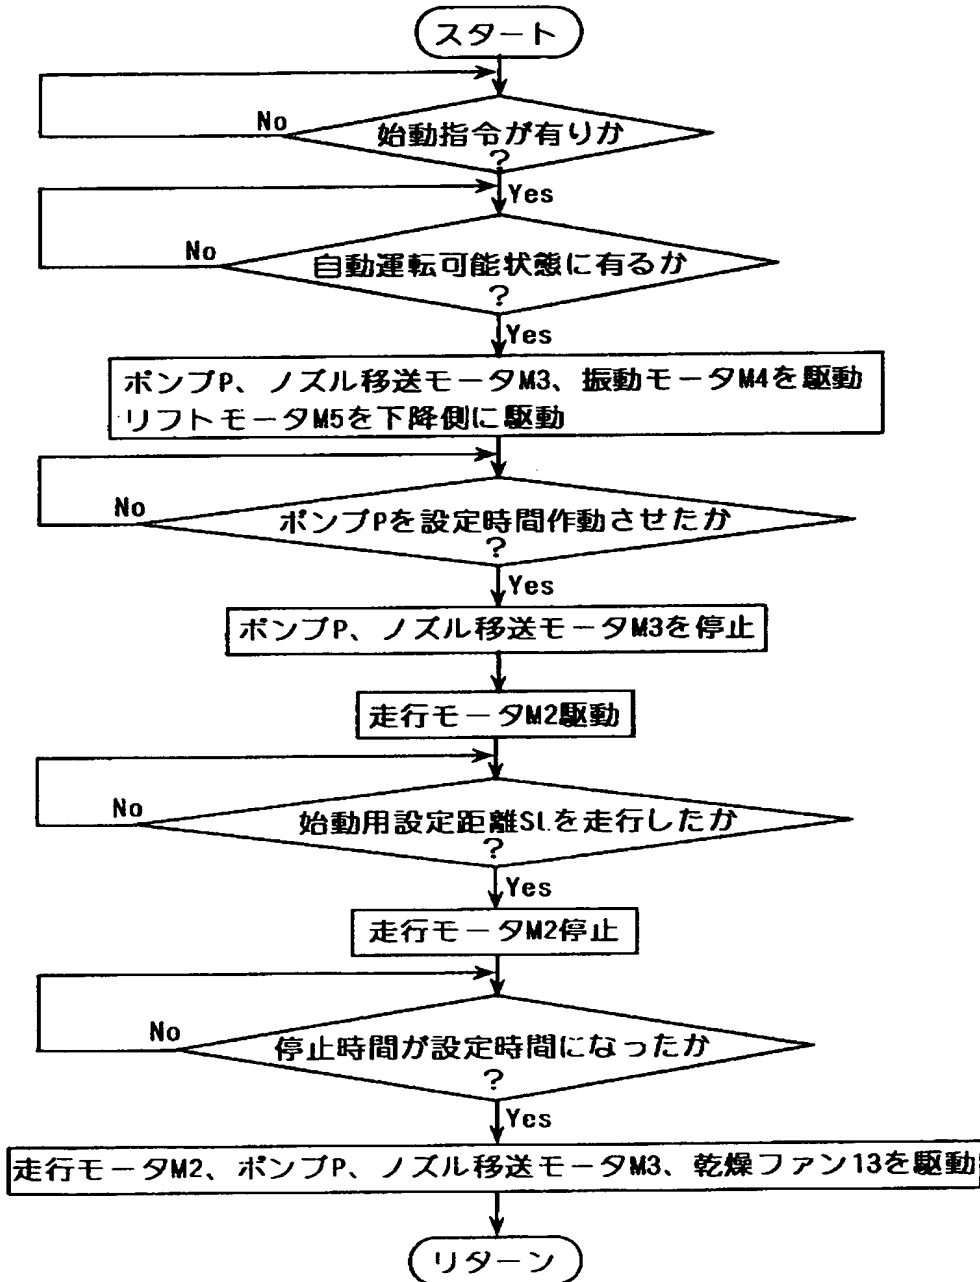 スタート
No
始動指令が有りか
?
Yes
No
自動運転可能状態に有るか
?
Yes
ポンプP、ノズル移送モータM3、振動モータM4を駆動
リフトモータM5を下降側に駆動
No
ポンプPを設定時間作動させたか
?
Yes
ポンプP、ノズル移送モータM3を停止
走行モータM2駆動
No
始動用設定距離SLを走行したか
?
Yes
走行モータM2停止
No
停止時間が設定時間になったか
?
Yes
走行モータM2、ポンプP、ノズル移送モータM3、乾燥ファン13を駆動
リターン